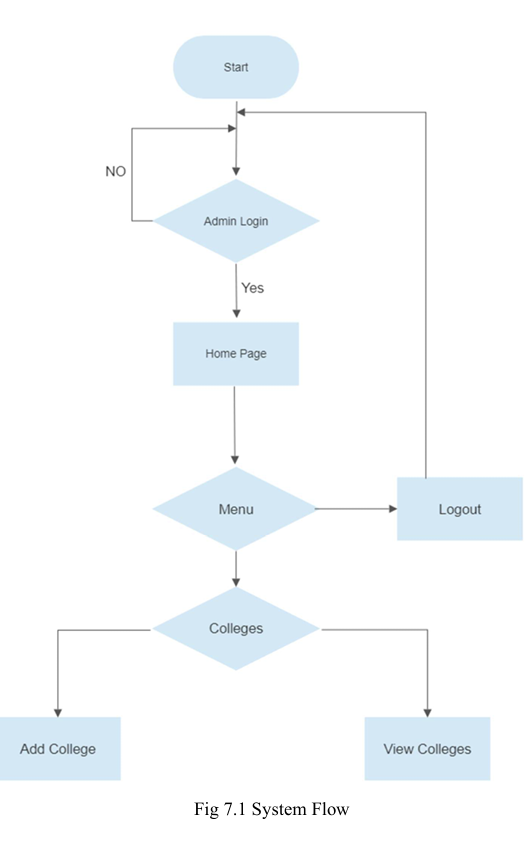 Start
NO
Admin Login
Yes
Home Page
Menu
Logout
Colleges
Add College
View Colleges
Fig 7.1 System Flow